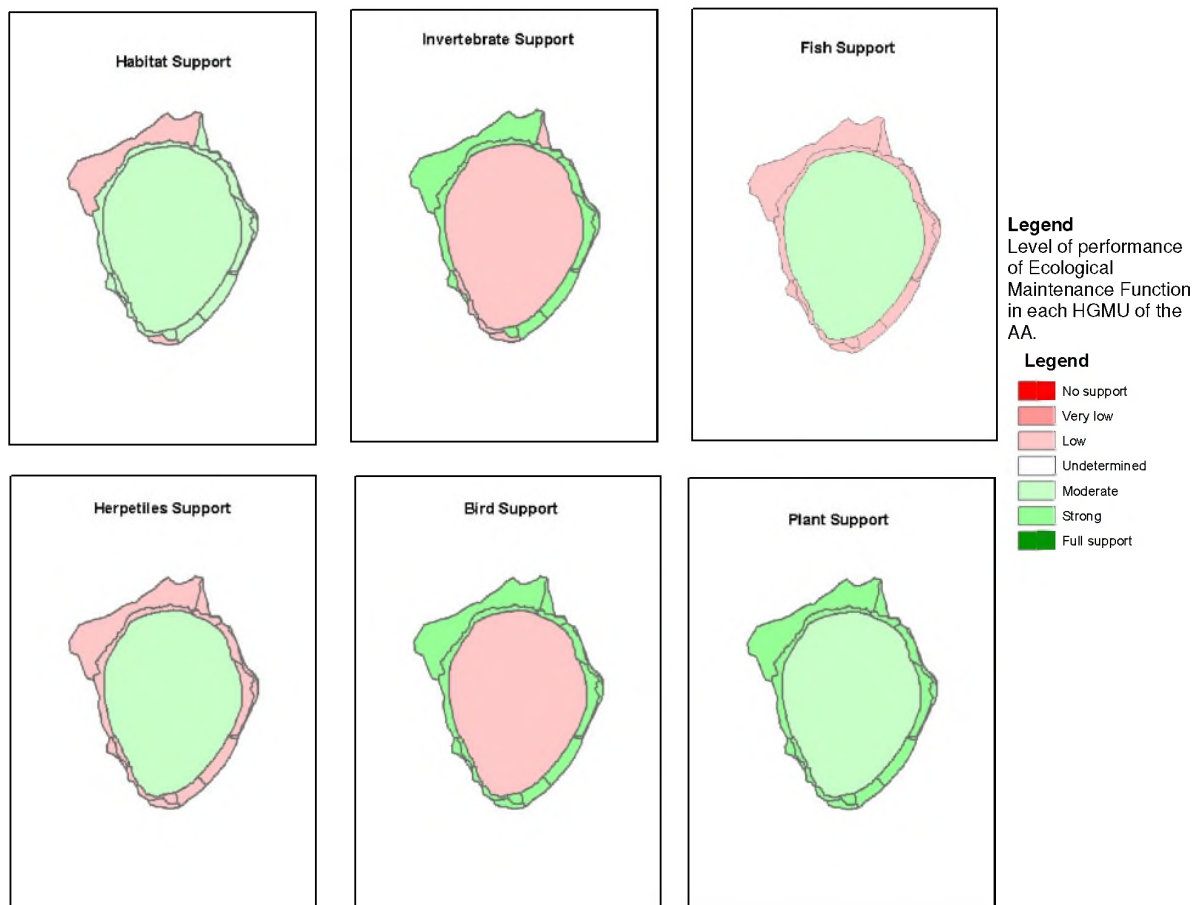 Habitat Support
Invertebrate Support
Fish Support
Legend
Level of performance
of Ecological
Maintenance Function
in each HGMU of the
AA.
Legend
No support
Very low
Low
Undetermined
Moderate
Strong
Full support
Herpetiles Support
Bird Support
Plant Support